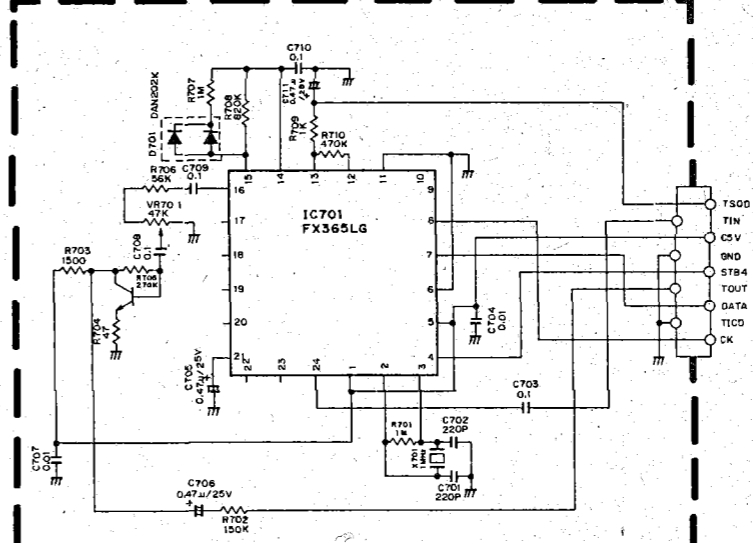 C710
0.1
DAN202K
R707
1M
R708
820K
C711
0.47μ
/25V
D701
R709
1K
R710
470K
R706
56K
C709
0.1
15
14
13
12
11
10
16
9
IC701
FX365LG
TSQD
VR701
47K
17
8
TIN
C5V
C708
0.1
R703
1500
18
7
GND
R705
270K
STB4
19
6
TOUT
DATA
R704
47
20
5
C704
0.01
TICD
CK
21
22
23
24
1
2
3
4
C705
0.47μ/25V
C703
0.1
R701
1M
C702
220P
X701
1MHz
C707
0.01
C701
220P
C706
0.47μ/25V
R702
150K